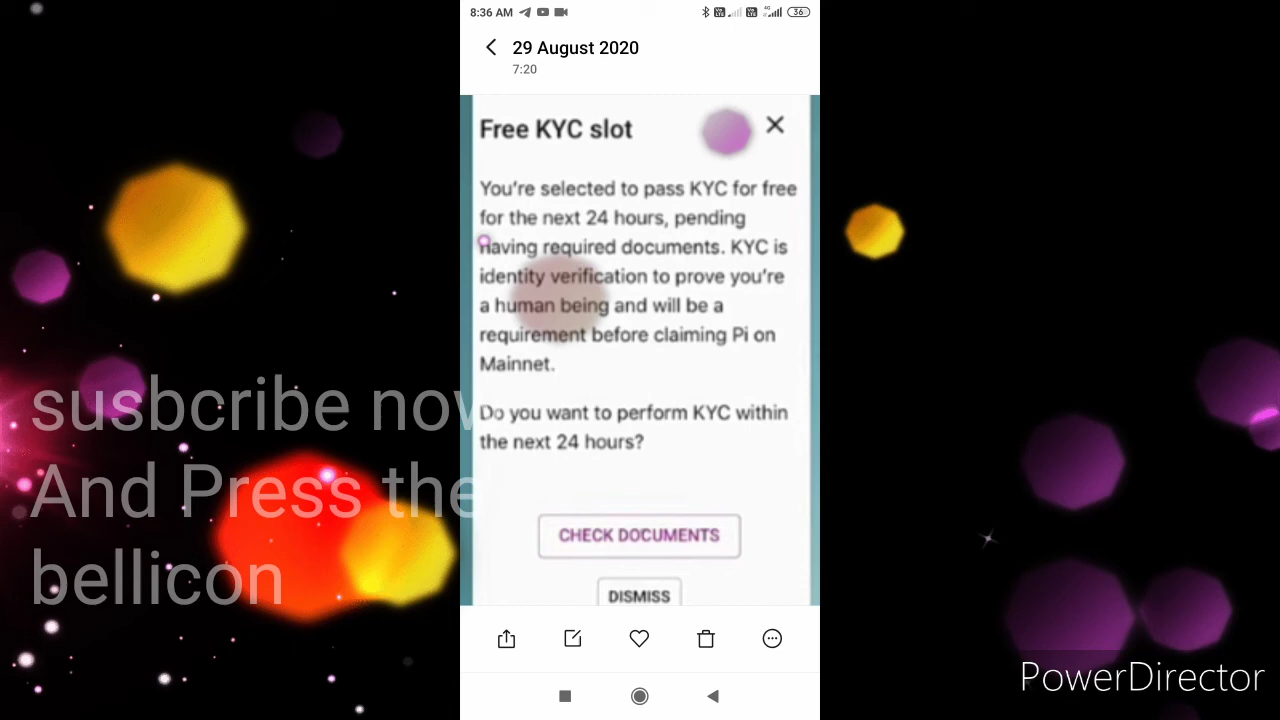 8:36 AM
36
29 August 2020
7:20
Free KYC slot
You're selected to pass KYC for free
for the next 24 hours, pending
having required documents. KYC is
identity verification to prove you're
a human being and will be a
requirement before claiming Pi on
Mainnet.
Do you want to perform KYC within
the next 24 hours?
CHECK DOCUMENTS
DISMISS
susbcribe now
And Press the
bellicon
PowerDirector